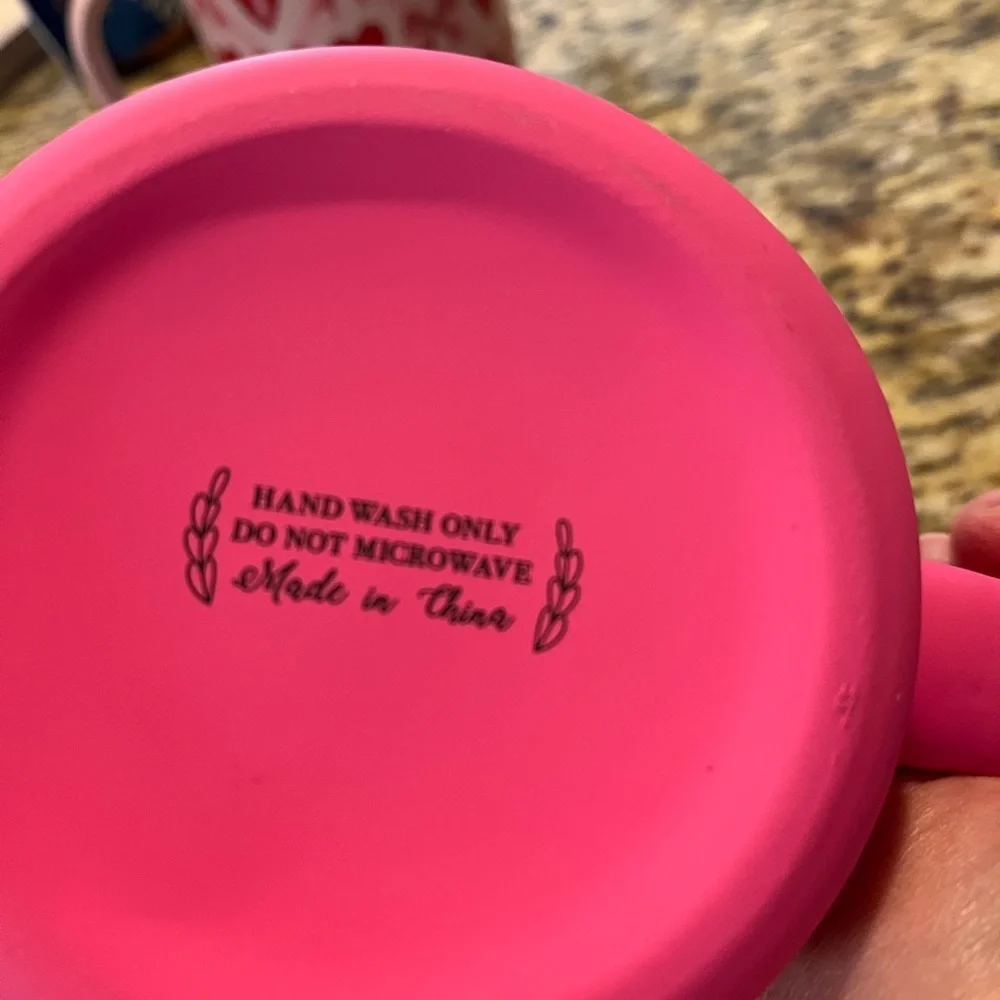 HAND WASH ONLY
DO NOT MICROWAVE
Made in China